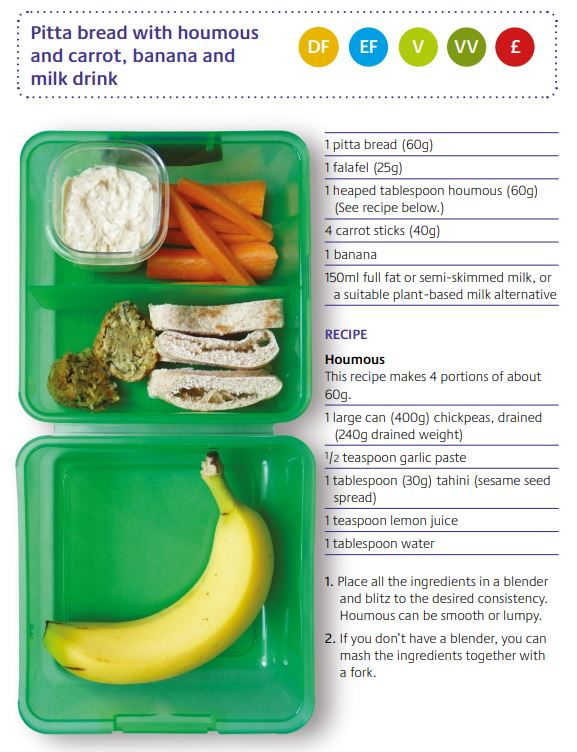 Pitta bread with houmous
and carrot, banana and
milk drink
DF EF V VV £
1 pitta bread (60g)
1 falafel (25g)
1 heaped tablespoon houmous (60g)
(See recipe below.)
4 carrot sticks (40g)
1 banana
150ml full fat or semi-skimmed milk, or
a suitable plant-based milk alternative
RECIPE
Houmous
This recipe makes 4 portions of about
60g.
1 large can (400g) chickpeas, drained
(240g drained weight)
1/2 teaspoon garlic paste
1 tablespoon (30g) tahini (sesame seed
spread)
1 teaspoon lemon juice
1 tablespoon water
1. Place all the ingredients in a blender
and blitz to the desired consistency.
Houmous can be smooth or lumpy.
2. If you don’t have a blender, you can
mash the ingredients together with
a fork.